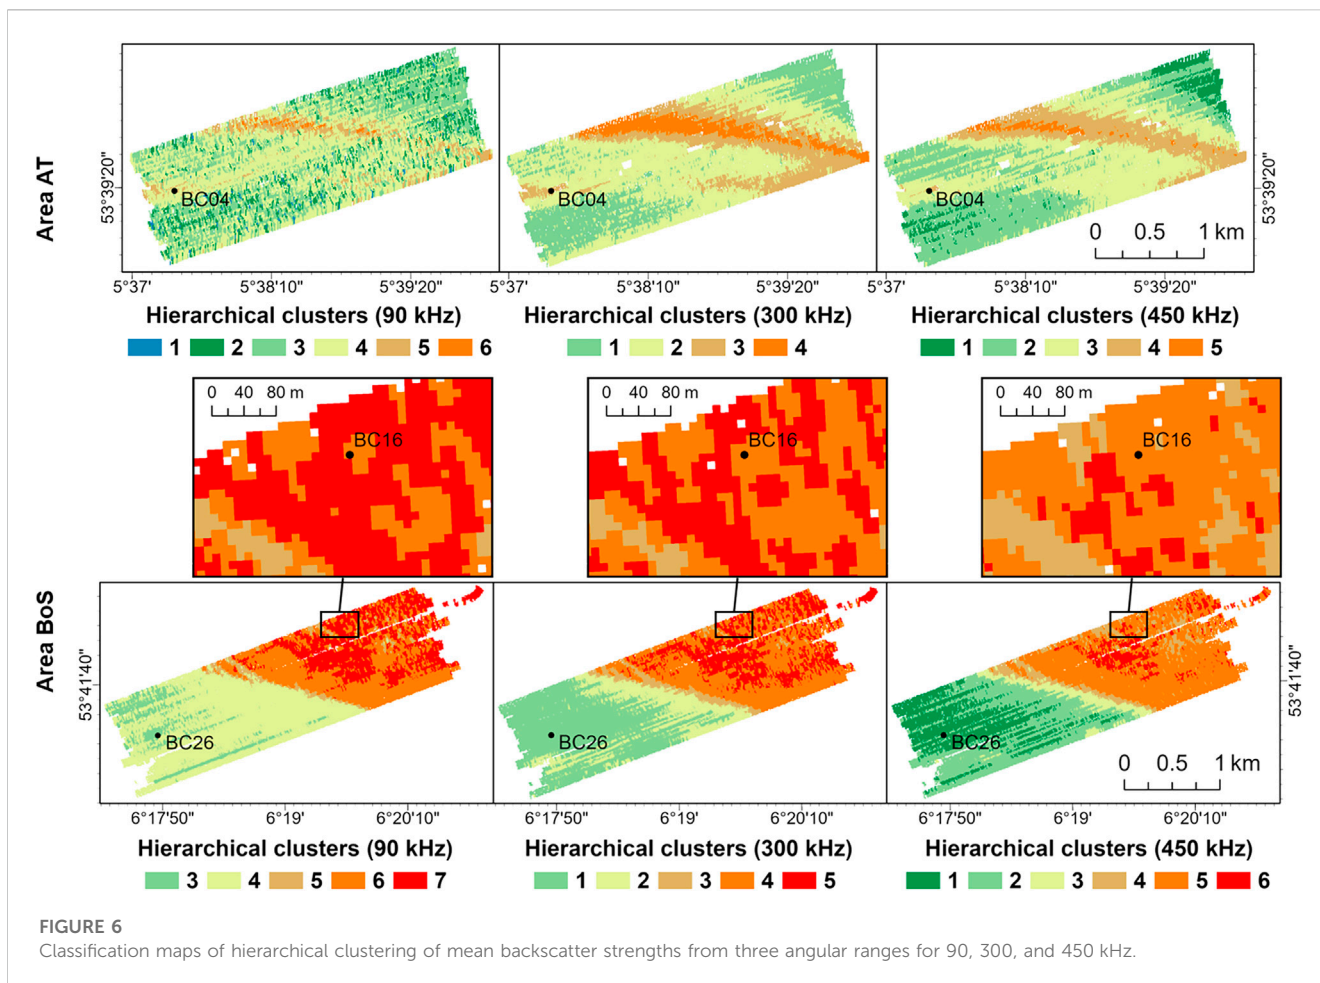 Area AT
53°39'20"
BC04
BC04
BC04
53°39'20"
0 0.5 1 km
5°37' 5°38'10" 5°39'20" 5°37' 5°38'10" 5°39'20" 5°37' 5°38'10" 5°39'20"
Hierarchical clusters (90 kHz) Hierarchical clusters (300 kHz) Hierarchical clusters (450 kHz)
1 2 3 4 5 6 1 2 3 4 1 2 3 4 5
0 40 80 m 0 40 80 m 0 40 80 m
BC16 BC16 BC16
Area BoS
53°41'40"
BC26
BC26
BC26
53°41'40"
0 0.5 1 km
6°17'50" 6°19' 6°20'10" 6°17'50" 6°19' 6°20'10" 6°17'50" 6°19' 6°20'10"
Hierarchical clusters (90 kHz) Hierarchical clusters (300 kHz) Hierarchical clusters (450 kHz)
3 4 5 6 7 1 2 3 4 5 1 2 3 4 5 6
FIGURE 6
Classification maps of hierarchical clustering of mean backscatter strengths from three angular ranges for 90, 300, and 450 kHz.